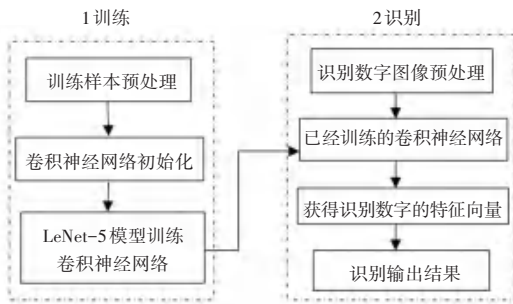 1训练
训练样本预处理
卷积神经网络初始化
LeNet-5模型训练
卷积神经网络
2识别
识别数字图像预处理
已经训练的卷积神经网络
获得识别数字的特征向量
识别输出结果